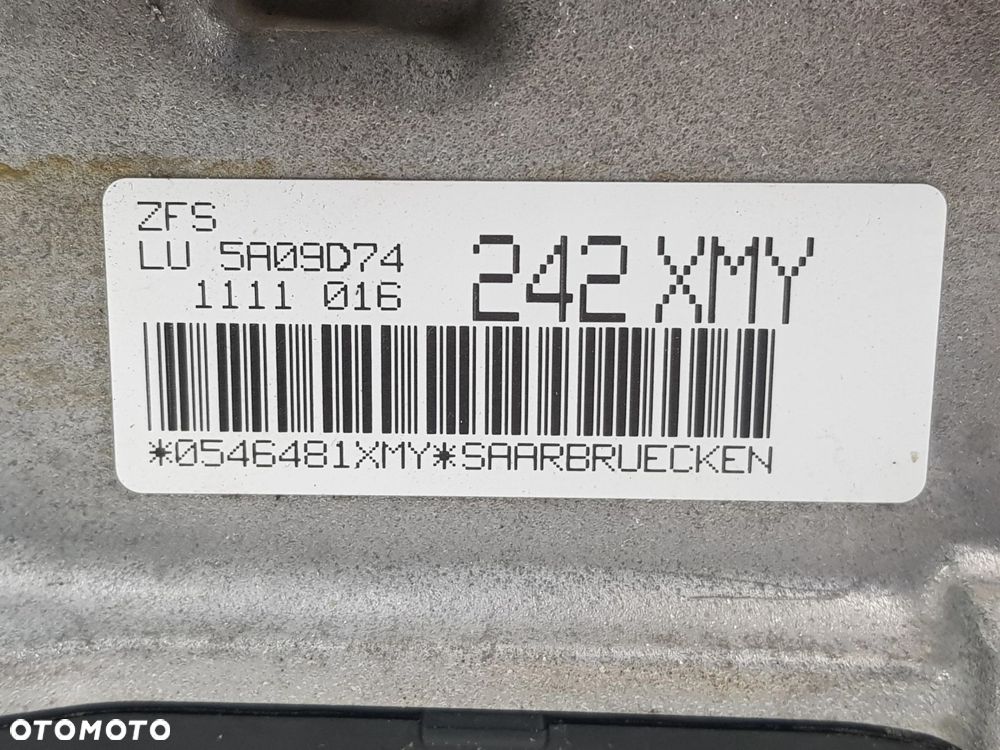 ZFS
LU 5A09D74
1111 016
242 XMY
*0546481XMY*SAARBRUECKEN
OTOMOTO